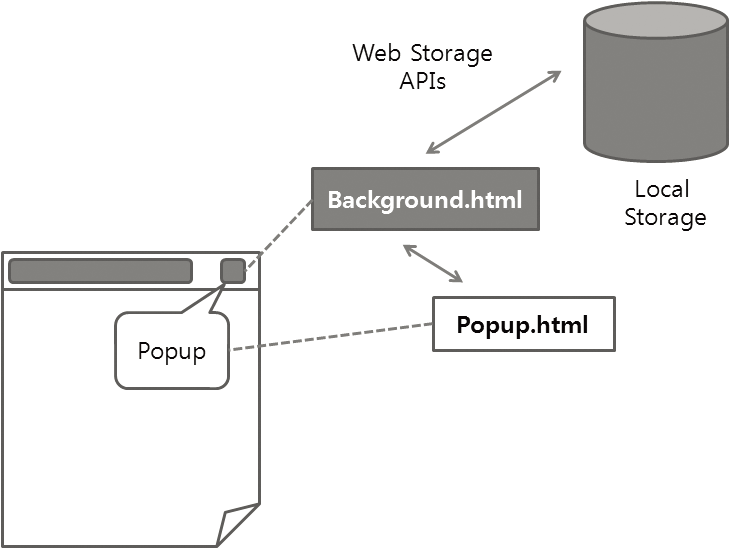 Web Storage
APIs
Background.html
Local
Storage
Popup.html
Popup